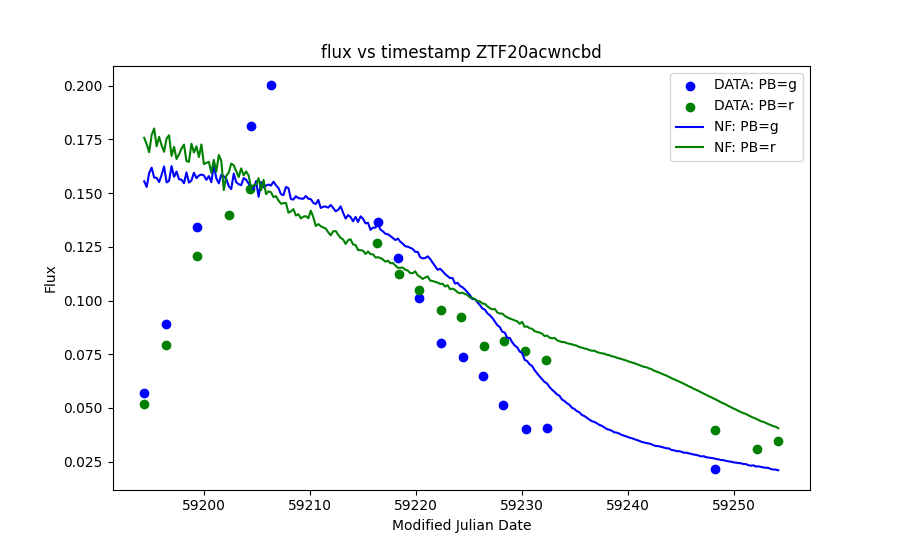 flux vs timestamp ZTF20acwncbd
DATA: PB=g
DATA: PB=r
NF: PB=g
NF: PB=r
0.200
0.175
0.150
0.125
0.100
0.075
0.050
0.025
Flux
59200 59210 59220 59230 59240 59250
Modified Julian Date